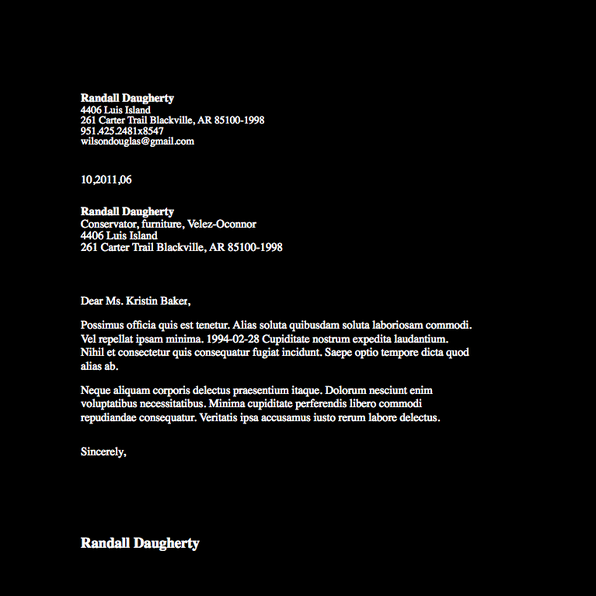 Randall Daugherty
4406 Luis Island
261 Carter Trail Blackville, AR 85100-1998
951.425.2481x8547
wilsondouglas@gmail.com
10,2011,06
Randall Daugherty
Conservator, furniture, Velez-Oconnor
4406 Luis Island
261 Carter Trail Blackville, AR 85100-1998
Dear Ms. Kristin Baker,
Possimus officia quis est tenetur. Alias soluta quibusdam soluta laboriosam commodi.
Vel repellat ipsam minima. 1994-02-28 Cupiditate nostrum expedita laudantium.
Nihil et consectetur quis consequatur fugiat incidunt. Saepe optio tempore dicta quod
alias ab.
Neque aliquam corporis delectus praesentium itaque. Dolorum nesciunt enim
voluptatibus necessitatibus. Minima cupiditate perferendis libero commodi
repudiandae consequatur. Veritatis ipsa accusamus iusto rerum labore delectus.
Sincerely,
Randall Daugherty